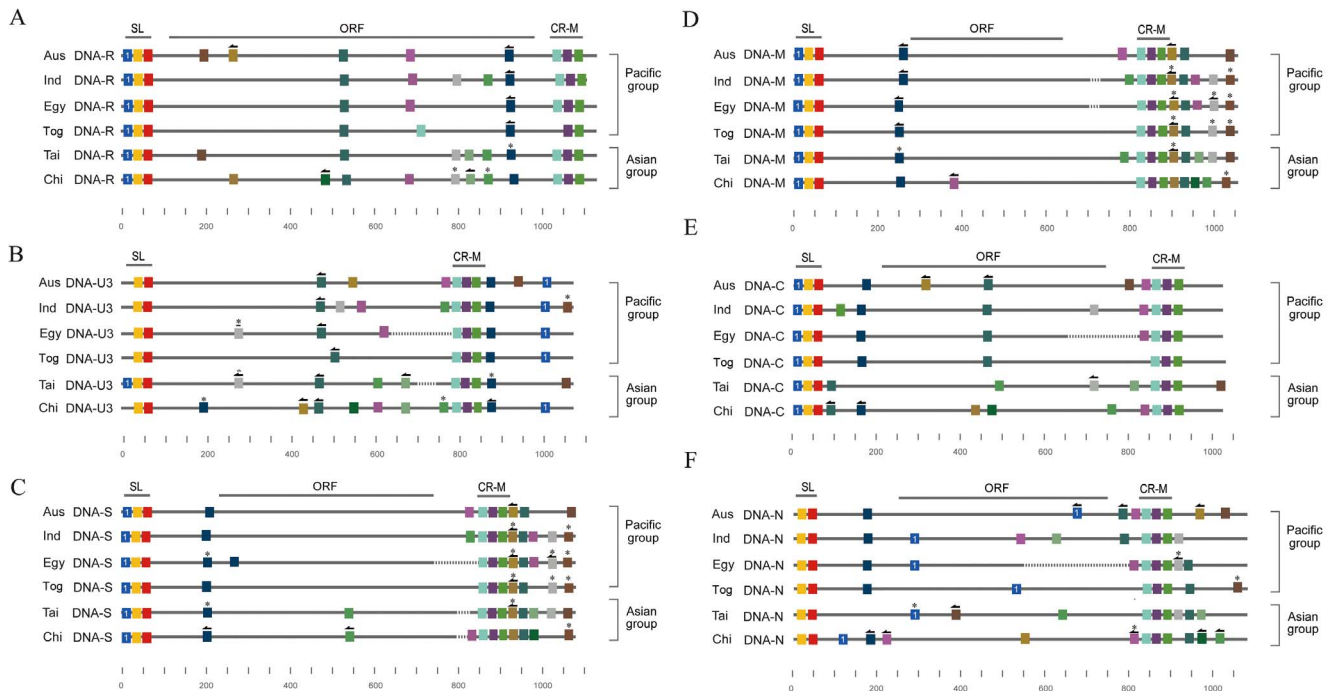 A
SL ORF CR-M
Aus DNA-R
Ind DNA-R
Egy DNA-R
Tog DNA-R
Tai DNA-R
Chi DNA-R
Pacific group
Asian group
0 200 400 600 800 1000
B
SL CR-M
Aus DNA-U3
Ind DNA-U3
Egy DNA-U3
Tog DNA-U3
Tai DNA-U3
Chi DNA-U3
Pacific group
Asian group
0 200 400 600 800 1000
C
SL ORF CR-M
Aus DNA-S
Ind DNA-S
Egy DNA-S
Tog DNA-S
Tai DNA-S
Chi DNA-S
Pacific group
Asian group
0 200 400 600 800 1000
D
SL ORF CR-M
Aus DNA-M
Ind DNA-M
Egy DNA-M
Tog DNA-M
Tai DNA-M
Chi DNA-M
Pacific group
Asian group
0 200 400 600 800 1000
E
SL ORF CR-M
Aus DNA-C
Ind DNA-C
Egy DNA-C
Tog DNA-C
Tai DNA-C
Chi DNA-C
Pacific group
Asian group
0 200 400 600 800 1000
F
SL ORF CR-M
Aus DNA-N
Ind DNA-N
Egy DNA-N
Tog DNA-N
Tai DNA-N
Chi DNA-N
Pacific group
Asian group
0 200 400 600 800 1000